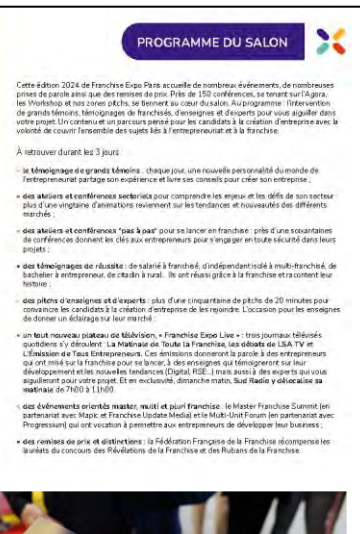 PROGRAMME DU SALON
Cette édition 2024 de Franchise Expo Paris accueille de nombreux événements, de nombreuses
prises de parole ainsi que des remises de prix. Près de 150 conférences, se tenant sur l'Agora,
les Workshop et nos zones pitchs, se tiennent au cœur du salon. Au programme : l'intervention
de grands témoins, témoignages de franchisés, d'enseignes et d'experts pour vous aiguiller dans
votre projet. Un contenu et un parcours pensé pour les candidats à la création d'entreprise avec la
volonté de couvrir l'ensemble des sujets liés à l'entrepreneuriat et à la franchise.
À retrouver durant les 3 jours :
- le témoignage de grands témoins : chaque jour, une nouvelle personnalité du monde de
l'entrepreneuriat partage son expérience et livre ses conseils pour créer son entreprise ;
- des ateliers et conférences sectoriels pour comprendre les enjeux et les défis de son secteur :
plus d'une vingtaine d'animations reviennent sur les tendances et nouveautés des différents
marchés ;
- des ateliers et conférences "pas à pas" pour se lancer en franchise : près d'une soixantaine
de conférences donnent les clés aux entrepreneurs pour s'engager en toute sécurité dans leurs
projets ;
• des témoignages de réussite : de salarié à franchisé, d'indépendant isolé à multi-franchisé, de
bachelier à entrepreneur, de citadin à rural... Ils ont réussi grâce à la franchise et racontent leur
histoire ;
- des pitchs d'enseignes et d'experts : plus d'une cinquantaine de pitchs de 20 minutes pour
convaincre les candidats à la création d'entreprise de les rejoindre. L'occasion pour les enseignes
de donner un éclairage sur leur marché ;
• un tout nouveau plateau de télévision, « Franchise Expo Live » : trois journaux télévisés
quotidiens s'y déroulent : La Matinale de Toute La Franchise, les débats de LSA TV et
L'Émission de Tous Entrepreneurs. Ces émissions donneront la parole à des entrepreneurs
qui ont misé sur la franchise pour se lancer, à des enseignes qui témoigneront sur leur
développement et les nouvelles tendances (Digital, RSE...) mais aussi à des experts qui vous
aiguilleront pour votre projet. Et en exclusivité, dimanche matin, Sud Radio y délocalise sa
matinale de 7h00 à 11h00.
- des événements orientés master, multi et pluri franchise : le Master Franchise Summit (en
partenariat avec Mapic et Franchise Update Media) et le Multi-Unit Forum (en partenariat avec
Progressium) qui ont vocation à permettre aux entrepreneurs de développer leur business ;
• des remises de prix et distinctions : la Fédération Française de la Franchise récompense les
lauréats du concours des Révélations de la Franchise et des Rubans de la Franchise.